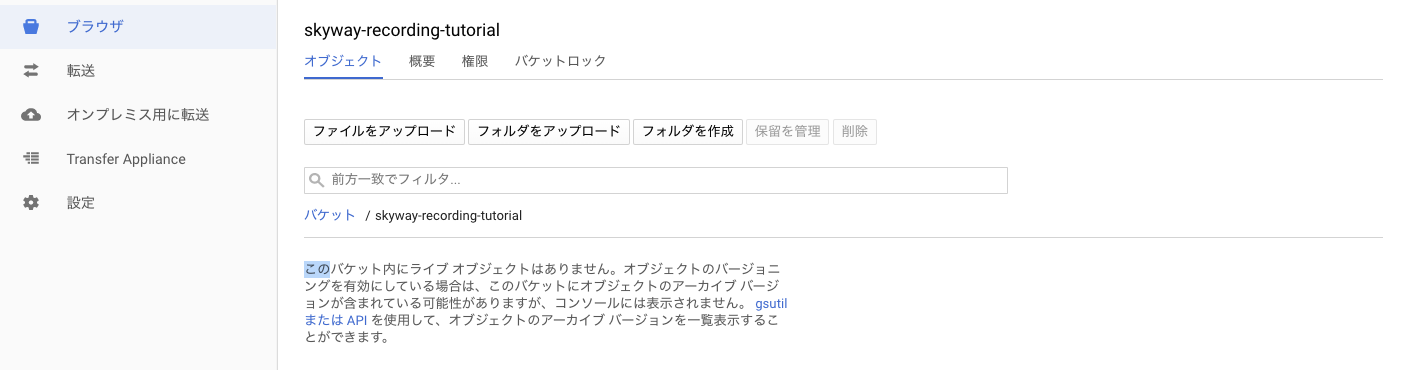 ブラウザ
転送
オンプレミス用に転送
Transfer Appliance
設定
skyway-recording-tutorial
オブジェクト 概要 権限 バケットロック
ファイルをアップロード フォルダをアップロード フォルダを作成 保留を管理 削除
前方一致でフィルタ...
バケット / skyway-recording-tutorial
このバケット内にライブ オブジェクトはありません。オブジェクトのバージョニ
ングを有効にしている場合は、このバケットにオブジェクトのアーカイブ バージ
ョンが含まれている可能性がありますが、コンソールには表示されません。 gsutil
または API を使用して、オブジェクトのアーカイブ バージョンを一覧表示するこ
とができます。